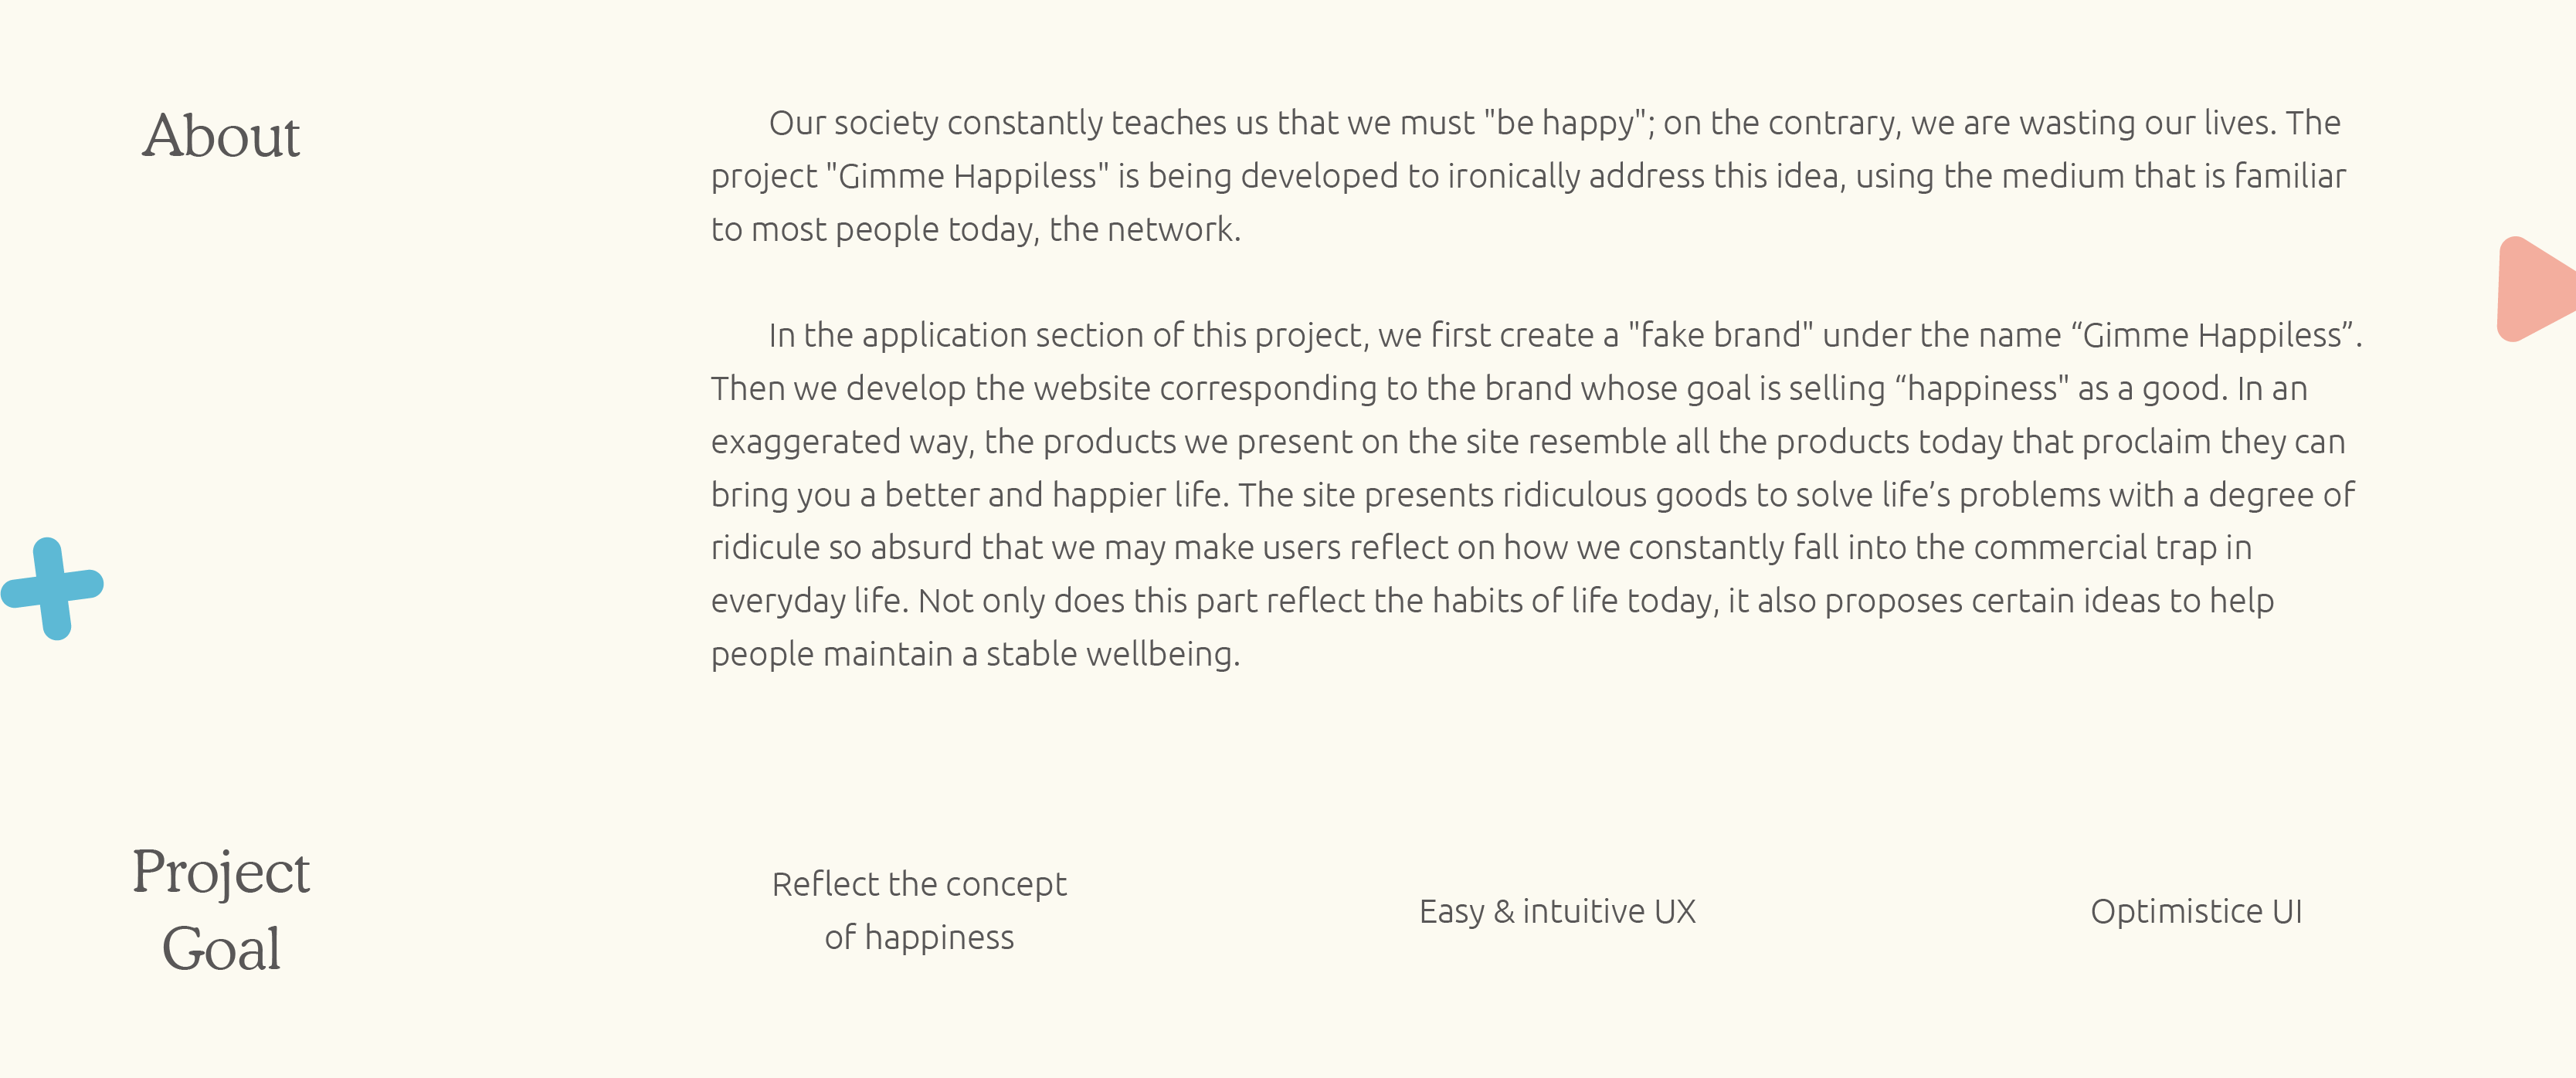 About
Our society constantly teaches us that we must "be happy"; on the contrary, we are wasting our lives. The
project "Gimme Happiless" is being developed to ironically address this idea, using the medium that is familiar
to most people today, the network.
In the application section of this project, we first create a "fake brand" under the name “Gimme Happiless”.
Then we develop the website corresponding to the brand whose goal is selling “happiness" as a good. In an
exaggerated way, the products we present on the site resemble all the products today that proclaim they can
bring you a better and happier life. The site presents ridiculous goods to solve life’s problems with a degree of
ridicule so absurd that we may make users reflect on how we constantly fall into the commercial trap in
everyday life. Not only does this part reflect the habits of life today, it also proposes certain ideas to help
people maintain a stable wellbeing.
Project
Goal
Reflect the concept
of happiness
Easy & intuitive UX
Optimistice UI